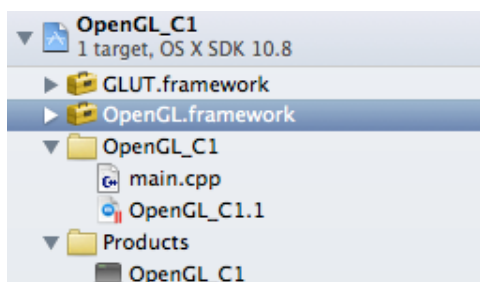 OpenGL_C1
1 target, OS X SDK 10.8
GLUT.framework
OpenGL.framework
OpenGL_C1
main.cpp
OpenGL_C1.1
Products
OpenGL_C1